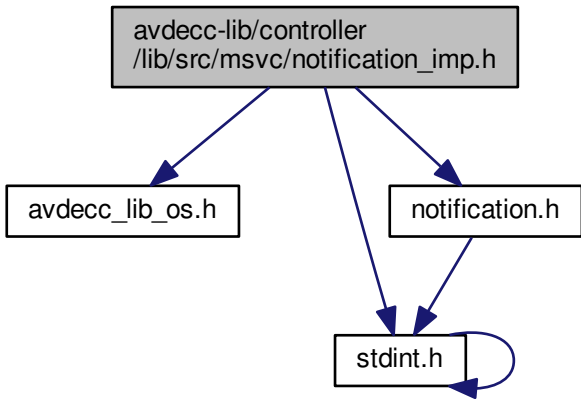 avdecc-lib/controller
/lib/src/msvc/notification_imp.h
avdecc_lib_os.h
notification.h
stdint.h